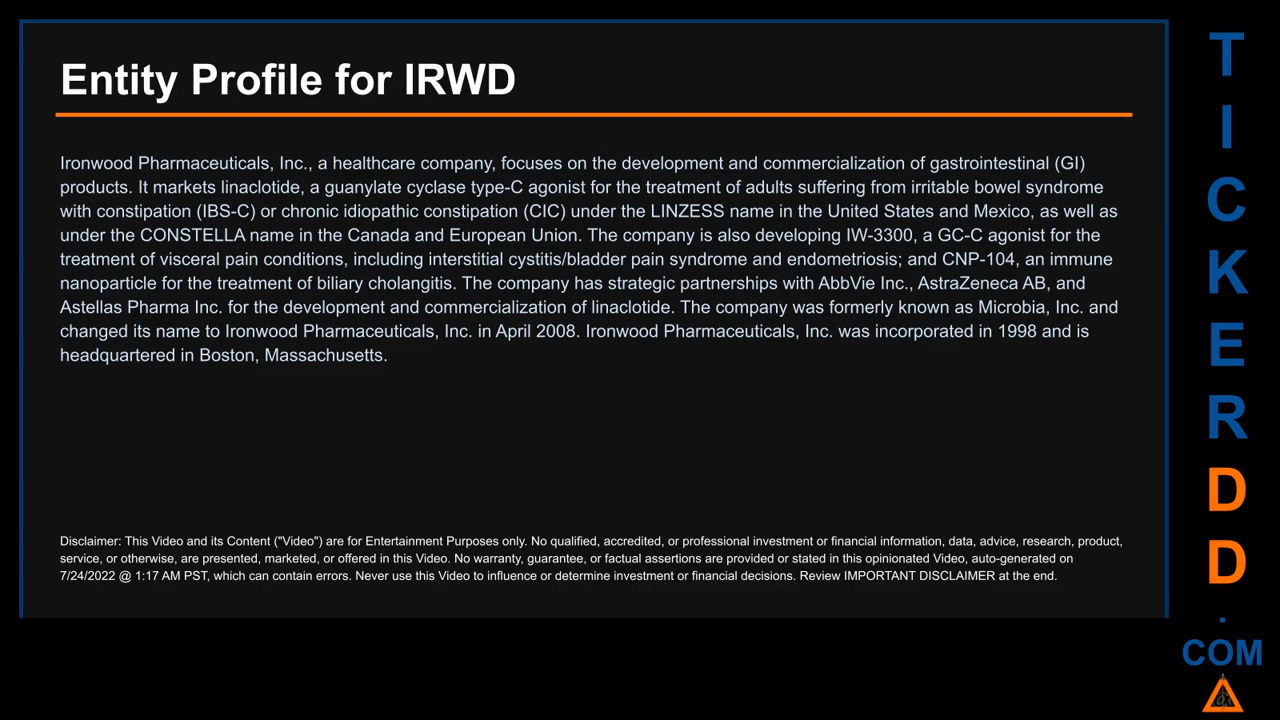 Entity Profile for IRWD
Ironwood Pharmaceuticals, Inc., a healthcare company, focuses on the development and commercialization of gastrointestinal (GI)
products. It markets linaclotide, a guanylate cyclase type-C agonist for the treatment of adults suffering from irritable bowel syndrome
with constipation (IBS-C) or chronic idiopathic constipation (CIC) under the LINZESS name in the United States and Mexico, as well as
under the CONSTELLA name in the Canada and European Union. The company is also developing IW-3300, a GC-C agonist for the
treatment of visceral pain conditions, including interstitial cystitis/bladder pain syndrome and endometriosis; and CNP-104, an immune
nanoparticle for the treatment of biliary cholangitis. The company has strategic partnerships with AbbVie Inc., AstraZeneca AB, and
Astellas Pharma Inc. for the development and commercialization of linaclotide. The company was formerly known as Microbia, Inc. and
changed its name to Ironwood Pharmaceuticals, Inc. in April 2008. Ironwood Pharmaceuticals, Inc. was incorporated in 1998 and is
headquartered in Boston, Massachusetts.
Disclaimer: This Video and its Content ("Video") are for Entertainment Purposes only. No qualified, accredited, or professional investment or financial information, data, advice, research, product,
service, or otherwise, are presented, marketed, or offered in this Video. No warranty, guarantee, or factual assertions are provided or stated in this opinionated Video, auto-generated on
7/24/2022 @ 1:17 AM PST, which can contain errors. Never use this Video to influence or determine investment or financial decisions. Review IMPORTANT DISCLAIMER at the end.
T
I
C
K
E
R
D
D
.
COM